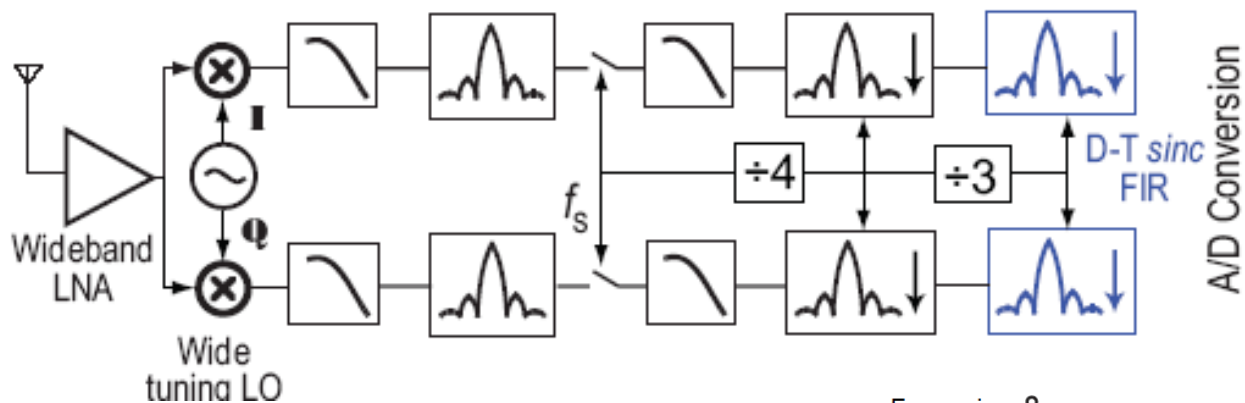 I
Q
Wideband
LNA
Wide
tuning LO
fs
÷4
÷3
D-T sinc
FIR
A/D Conversion